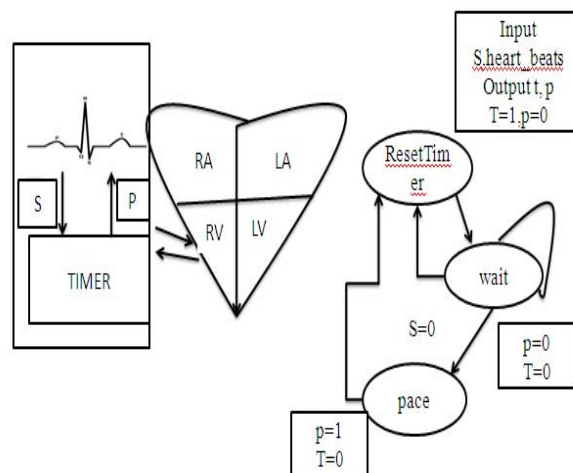 Input
S.heart_beats
Output t, p
T=1,p=0
ResetTim
er
RA
LA
S
P
RV
LV
TIMER
wait
S=0
p=0
T=0
pace
p=1
T=0